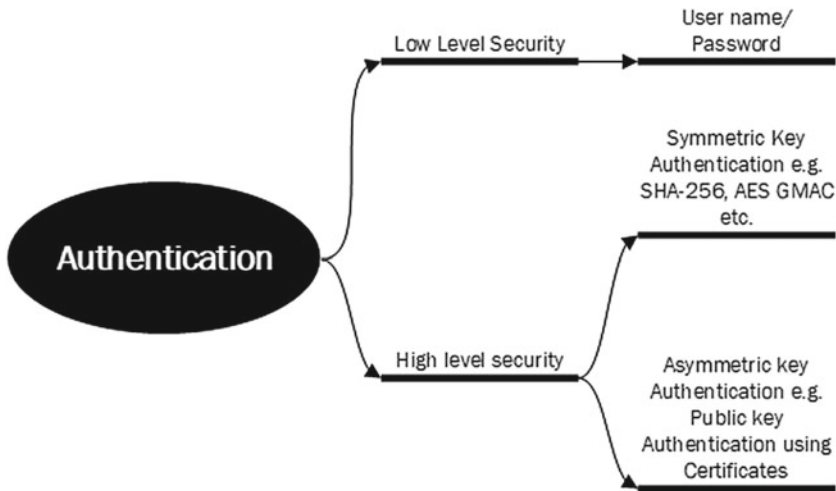 Authentication
Low Level Security
User name/
Password
High level security
Symmetric Key
Authentication e.g.
SHA-256, AES GMAC
etc.
Asymmetric key
Authentication e.g.
Public key
Authentication using
Certificates